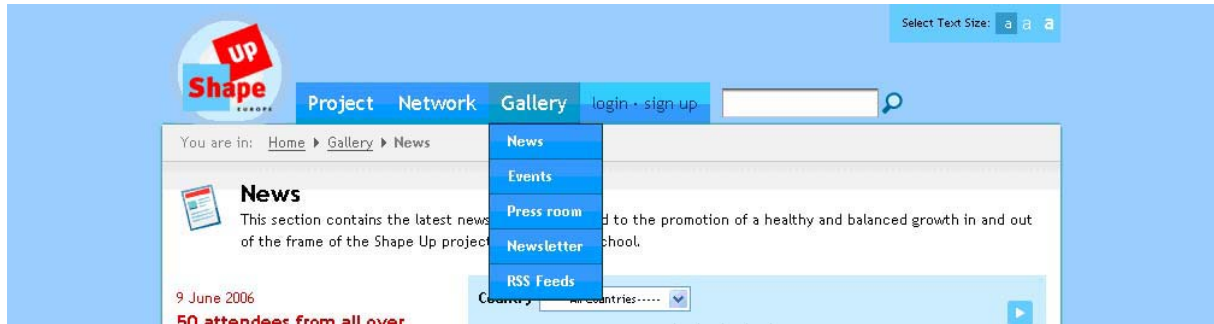 Select Text Size: a a a
UP
Shape
EUROPE
Project Network Gallery login · sign up
You are in: Home Gallery News
News
Events
Press room
Newsletter
RSS Feeds
News
This section contains the latest news d to the promotion of a healthy and balanced growth in and out
of the frame of the Shape Up project chool.
9 June 2006
Country All Countries-----
50 attendees from all over